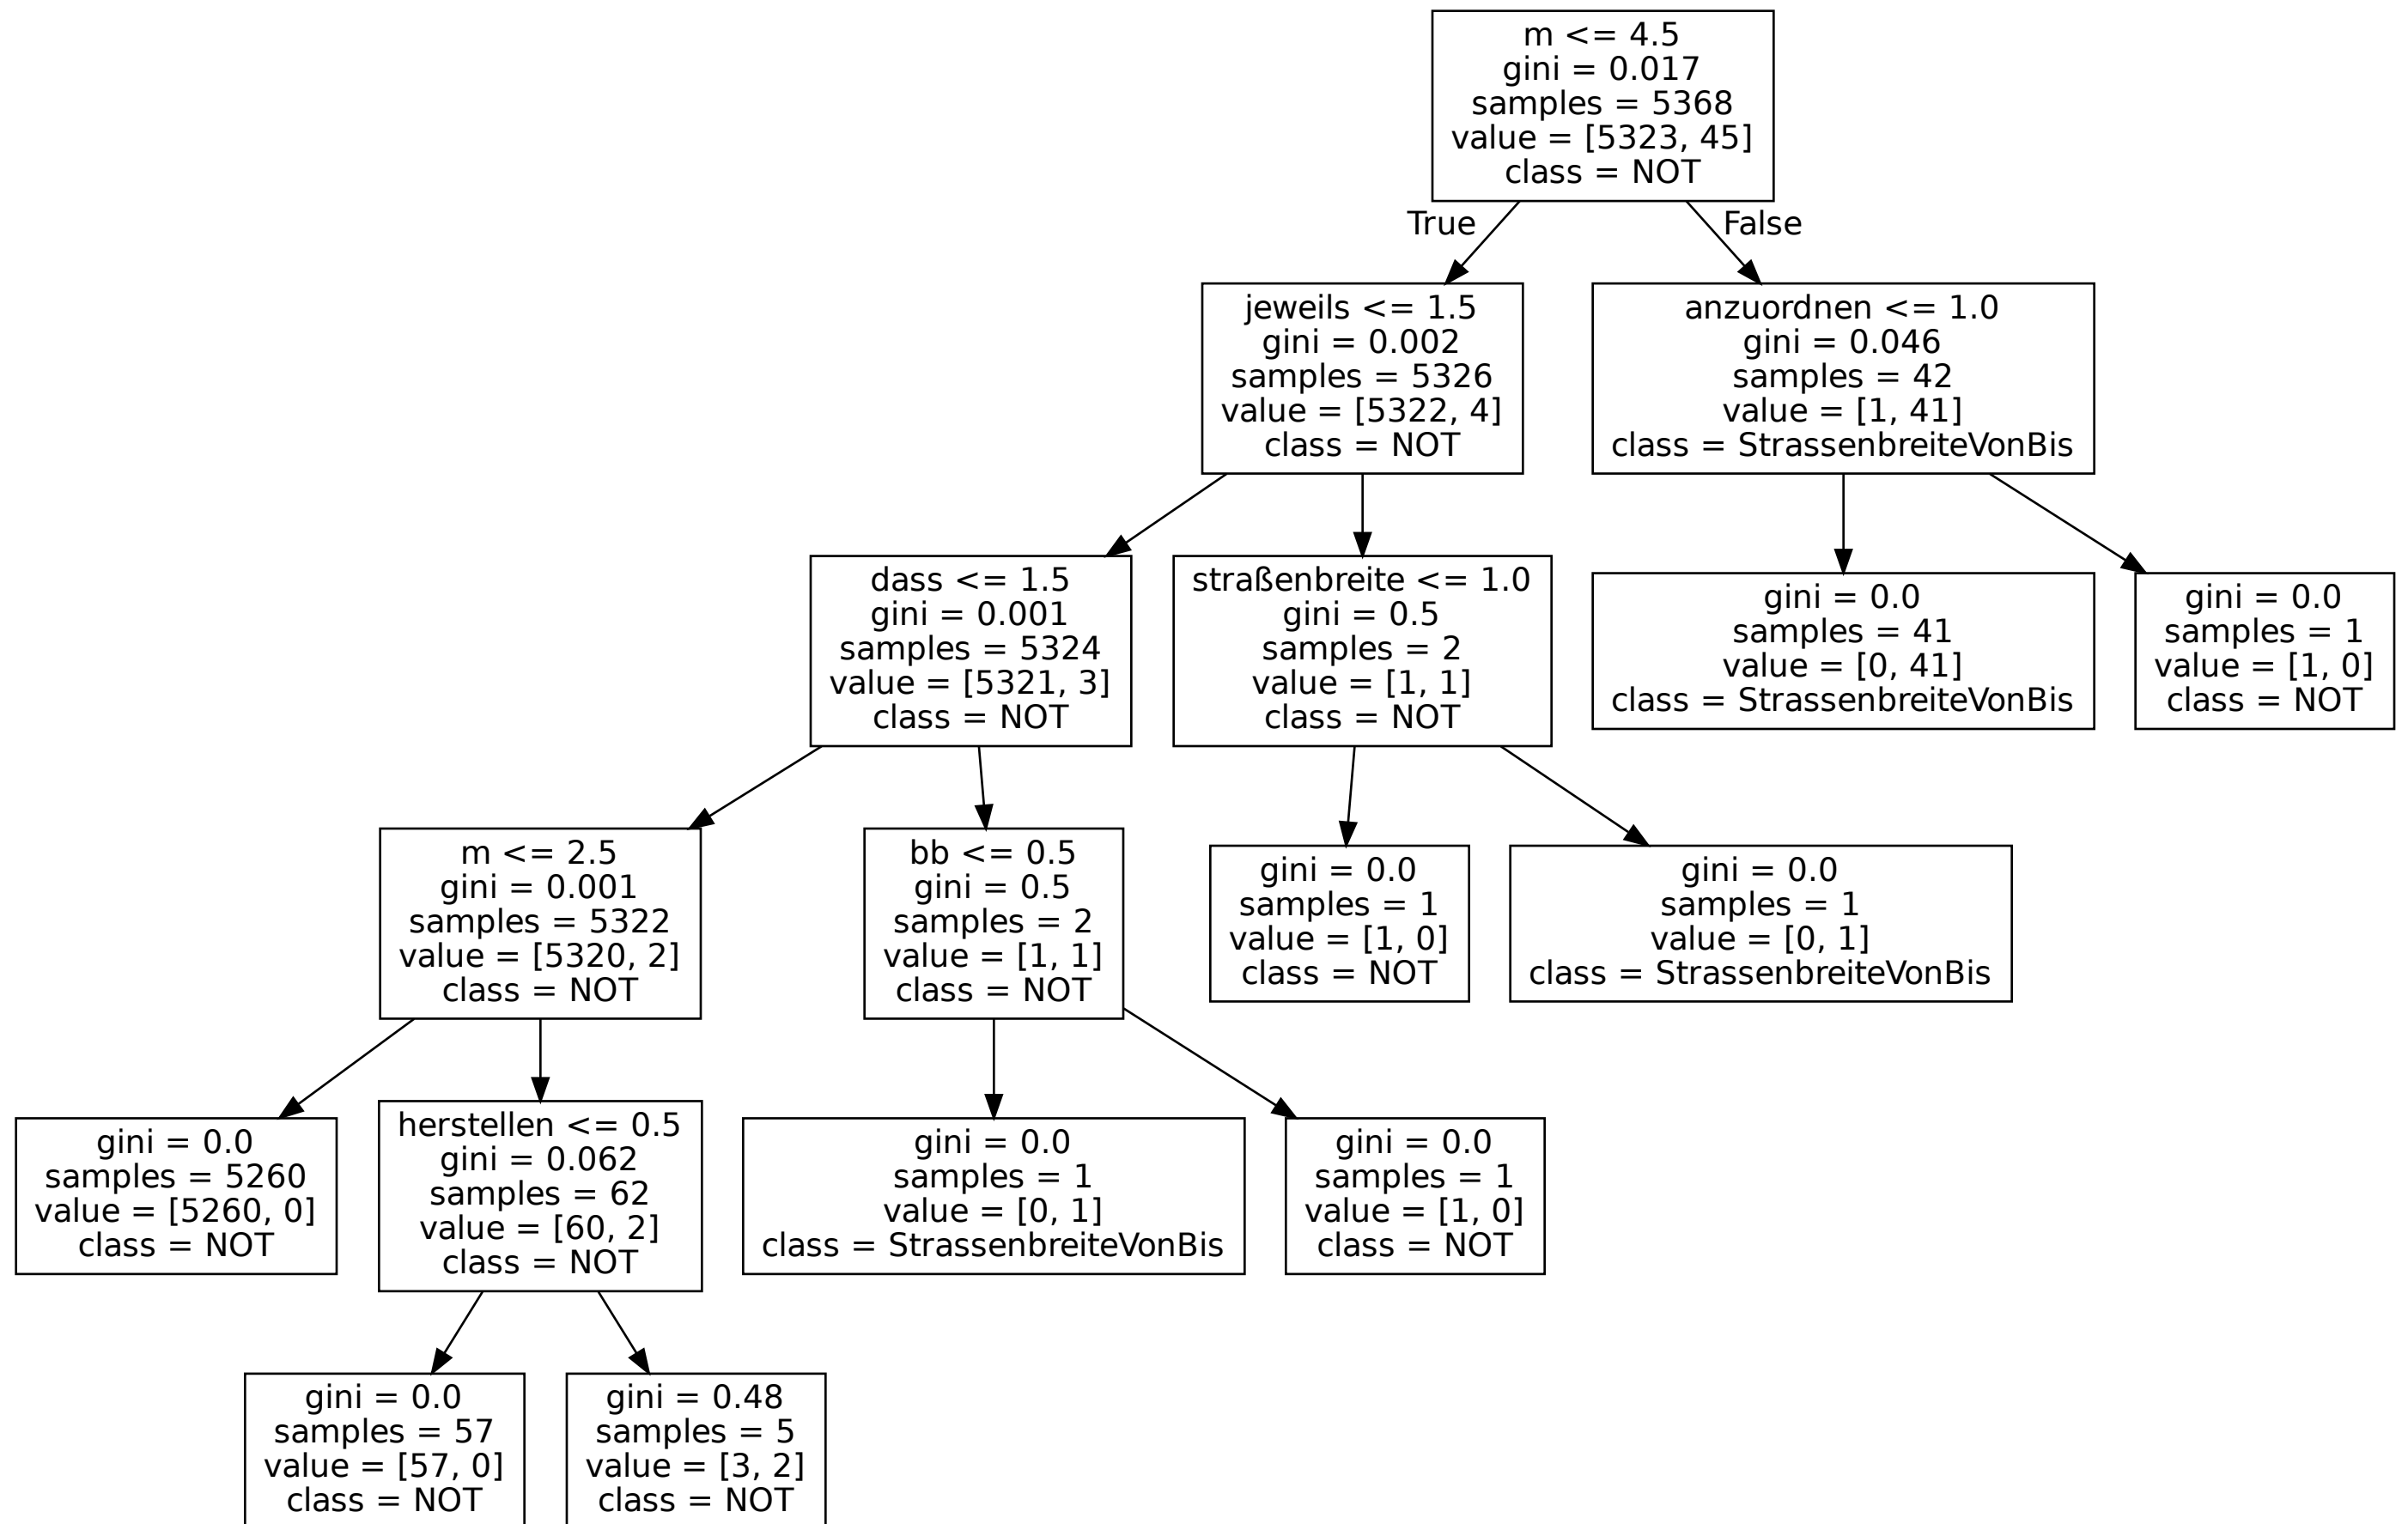 m <= 4.5
gini = 0.017
samples = 5368
value = [5323, 45]
class = NOT
True
False
jeweils <= 1.5
gini = 0.002
samples = 5326
value = [5322, 4]
class = NOT
anzuordnen <= 1.0
gini = 0.046
samples = 42
value = [1, 41]
class = StrassenbreiteVonBis
dass <= 1.5
gini = 0.001
samples = 5324
value = [5321, 3]
class = NOT
straßenbreite <= 1.0
gini = 0.5
samples = 2
value = [1, 1]
class = NOT
gini = 0.0
samples = 41
value = [0, 41]
class = StrassenbreiteVonBis
gini = 0.0
samples = 1
value = [1, 0]
class = NOT
m <= 2.5
gini = 0.001
samples = 5322
value = [5320, 2]
class = NOT
bb <= 0.5
gini = 0.5
samples = 2
value = [1, 1]
class = NOT
gini = 0.0
samples = 1
value = [1, 0]
class = NOT
gini = 0.0
samples = 1
value = [0, 1]
class = StrassenbreiteVonBis
gini = 0.0
samples = 5260
value = [5260, 0]
class = NOT
herstellen <= 0.5
gini = 0.062
samples = 62
value = [60, 2]
class = NOT
gini = 0.0
samples = 1
value = [0, 1]
class = StrassenbreiteVonBis
gini = 0.0
samples = 1
value = [1, 0]
class = NOT
gini = 0.0
samples = 57
value = [57, 0]
class = NOT
gini = 0.48
samples = 5
value = [3, 2]
class = NOT